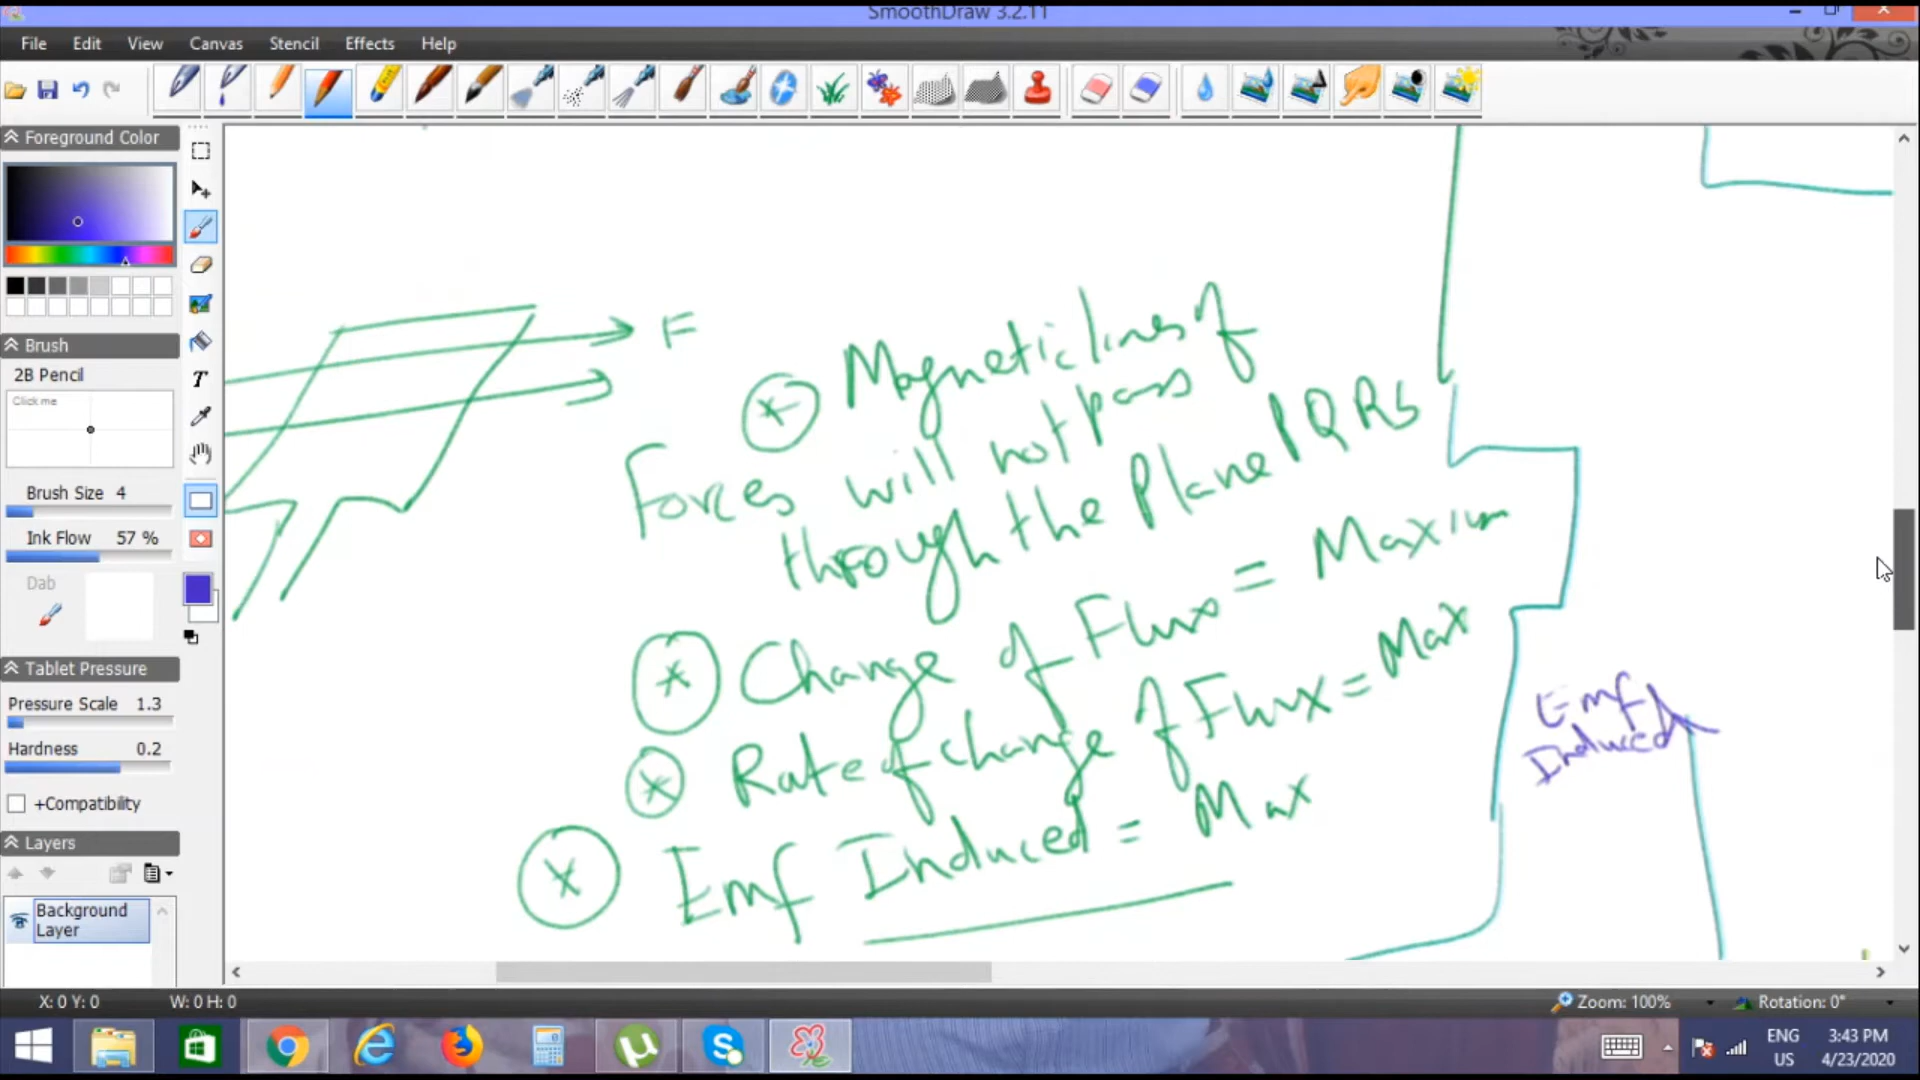 SmoothDraw 3.2.11
File Edit View Canvas Stencil Effects Help
Foreground Color
Brush
2B Pencil
Click me
Brush Size 4
Ink Flow 57 %
Dab
Tablet Pressure
Pressure Scale 1.3
Hardness 0.2
+Compatibility
Layers
Background
Layer
F
Magnetic lines of
Forces will not pass
through the Plane PQRS
Change of Flux = Maxium
Rate of change of Flux = Max
Emf Induced = Max
Emf
Induced
X: 0 Y: 0 W: 0 H: 0 Zoom: 100% Rotation: 0°
ENG 3:43 PM
US 4/23/2020